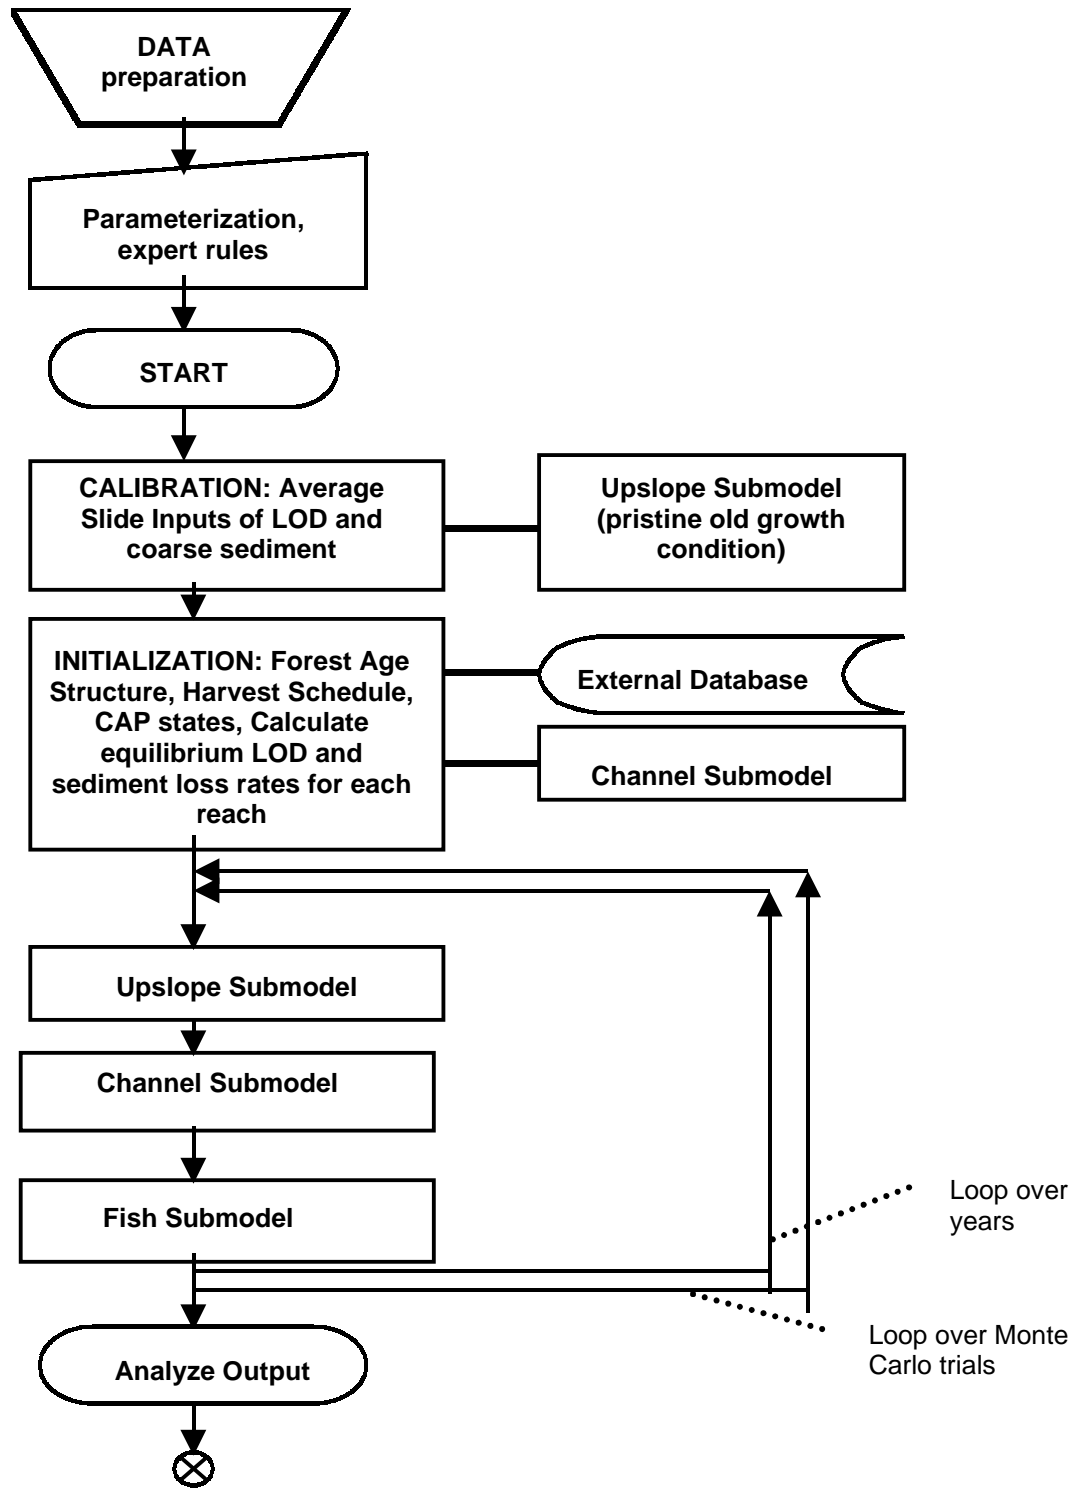 DATA
preparation
Parameterization,
expert rules
START
CALIBRATION: Average
Slide Inputs of LOD and
coarse sediment
Upslope Submodel
(pristine old growth
condition)
INITIALIZATION: Forest Age
Structure, Harvest Schedule,
CAP states, Calculate
equilibrium LOD and
sediment loss rates for each
reach
External Database
Channel Submodel
Upslope Submodel
Channel Submodel
Fish Submodel
Loop over
years
Loop over Monte
Carlo trials
Analyze Output